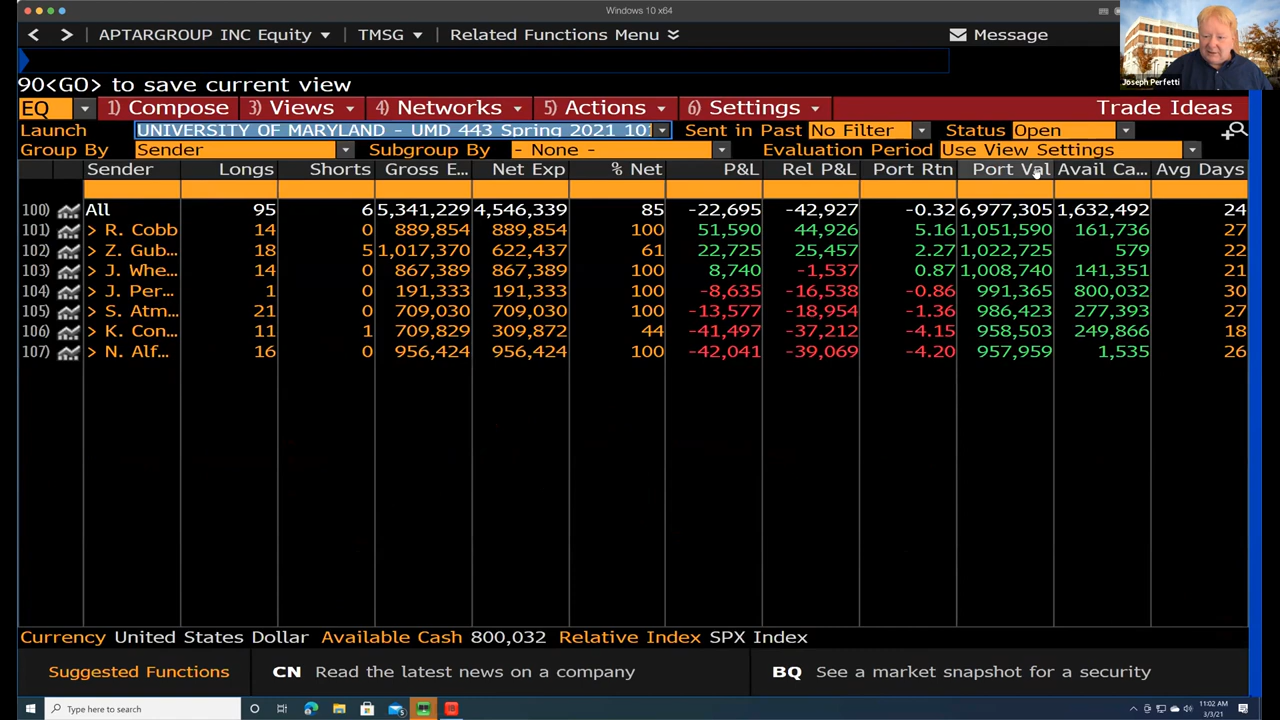 Windows 10 x64
APTARGROUP INC Equity TMSG Related Functions Menu Message
Joseph Perfetti
90<GO> to save current view
EQ 1) Compose 3) Views 4) Networks 5) Actions 6) Settings Trade Ideas
Launch UNIVERSITY OF MARYLAND - UMD 443 Spring 2021 101 Sent in Past No Filter Status Open
Group By Sender Subgroup By - None - Evaluation Period Use View Settings
Sender Longs Shorts Gross E... Net Exp % Net P&L Rel P&L Port Rtn Port Val Avail Ca... Avg Days
100) All 95 6 5,341,229 4,546,339 85 -22,695 -42,927 -0.32 6,977,305 1,632,492 24
101) > R. Cobb 14 0 889,854 889,854 100 51,590 44,926 5.16 1,051,590 161,736 27
102) > Z. Gub... 18 5 1,017,370 622,437 61 22,725 25,457 2.27 1,022,725 579 22
103) > J. Whe... 14 0 867,389 867,389 100 8,740 -1,537 0.87 1,008,740 141,351 21
104) > J. Per... 1 0 191,333 191,333 100 -8,635 -16,538 -0.86 991,365 800,032 30
105) > S. Atm... 21 0 709,030 709,030 100 -13,577 -18,954 -1.36 986,423 277,393 27
106) > K. Con... 11 1 709,829 309,872 44 -41,497 -37,212 -4.15 958,503 249,866 18
107) > N. Alf... 16 0 956,424 956,424 100 -42,041 -39,069 -4.20 957,959 1,535 26
Currency United States Dollar Available Cash 800,032 Relative Index SPX Index
Suggested Functions CN Read the latest news on a company BQ See a market snapshot for a security
Type here to search
11:02 AM
3/3/21